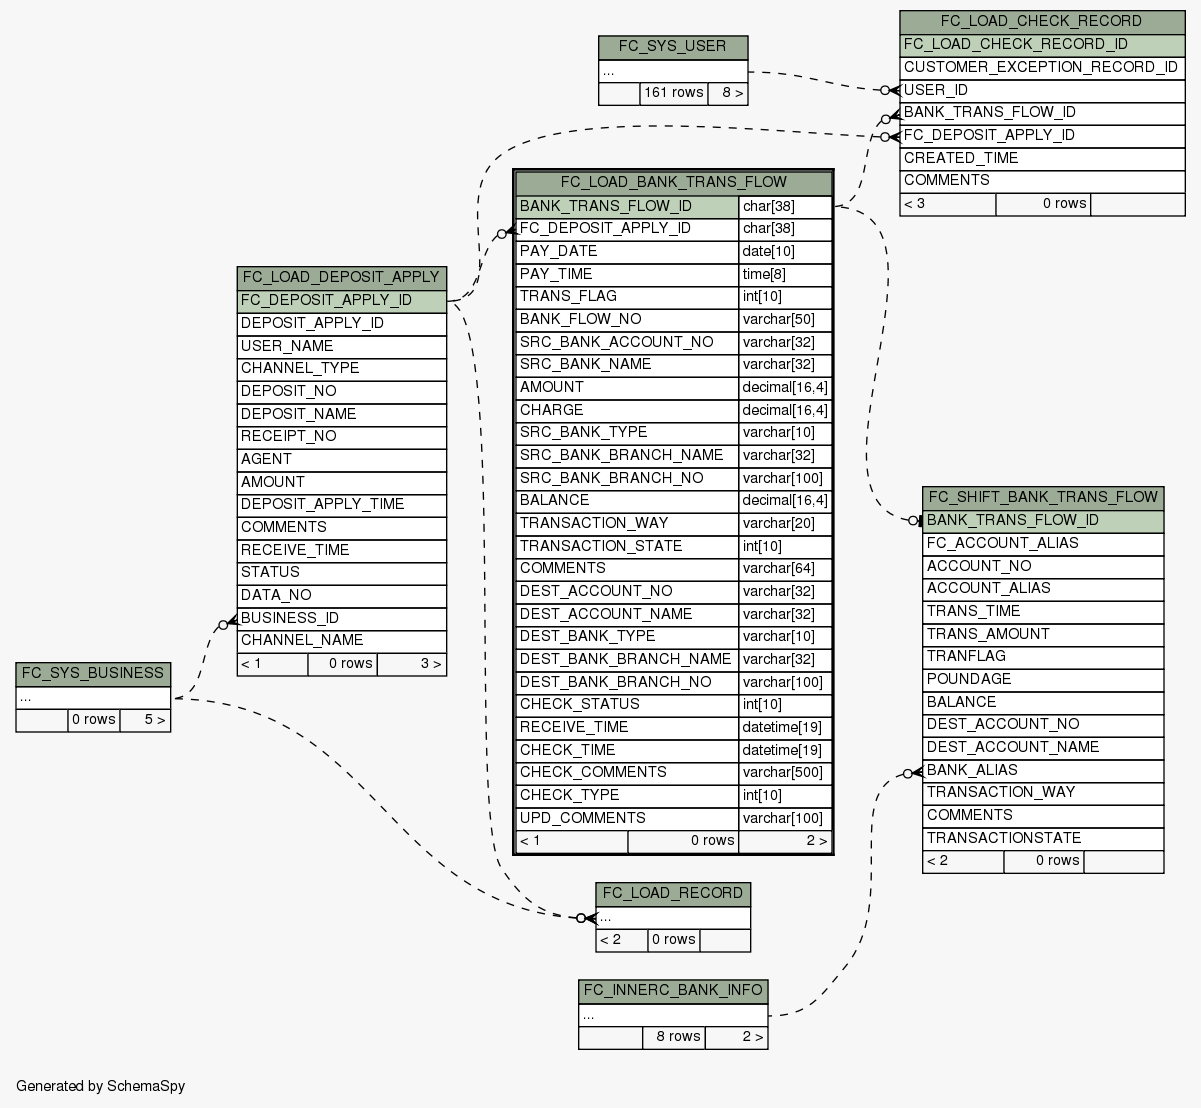 FC_SYS_USER
...
161 rows 8 >
FC_LOAD_CHECK_RECORD
FC_LOAD_CHECK_RECORD_ID
CUSTOMER_EXCEPTION_RECORD_ID
USER_ID
BANK_TRANS_FLOW_ID
FC_DEPOSIT_APPLY_ID
CREATED_TIME
COMMENTS
< 3 0 rows
FC_LOAD_BANK_TRANS_FLOW
BANK_TRANS_FLOW_ID char[38]
FC_DEPOSIT_APPLY_ID char[38]
PAY_DATE date[10]
PAY_TIME time[8]
TRANS_FLAG int[10]
BANK_FLOW_NO varchar[50]
SRC_BANK_ACCOUNT_NO varchar[32]
SRC_BANK_NAME varchar[32]
AMOUNT decimal[16,4]
CHARGE decimal[16,4]
SRC_BANK_TYPE varchar[10]
SRC_BANK_BRANCH_NAME varchar[32]
SRC_BANK_BRANCH_NO varchar[100]
BALANCE decimal[16,4]
TRANSACTION_WAY varchar[20]
TRANSACTION_STATE int[10]
COMMENTS varchar[64]
DEST_ACCOUNT_NO varchar[32]
DEST_ACCOUNT_NAME varchar[32]
DEST_BANK_TYPE varchar[10]
DEST_BANK_BRANCH_NAME varchar[32]
DEST_BANK_BRANCH_NO varchar[100]
CHECK_STATUS int[10]
RECEIVE_TIME datetime[19]
CHECK_TIME datetime[19]
CHECK_COMMENTS varchar[500]
CHECK_TYPE int[10]
UPD_COMMENTS varchar[100]
< 1 0 rows 2 >
FC_LOAD_DEPOSIT_APPLY
FC_DEPOSIT_APPLY_ID
DEPOSIT_APPLY_ID
USER_NAME
CHANNEL_TYPE
DEPOSIT_NO
DEPOSIT_NAME
RECEIPT_NO
AGENT
AMOUNT
DEPOSIT_APPLY_TIME
COMMENTS
RECEIVE_TIME
STATUS
DATA_NO
BUSINESS_ID
CHANNEL_NAME
< 1 0 rows 3 >
FC_SYS_BUSINESS
...
0 rows 5 >
FC_SHIFT_BANK_TRANS_FLOW
BANK_TRANS_FLOW_ID
FC_ACCOUNT_ALIAS
ACCOUNT_NO
ACCOUNT_ALIAS
TRANS_TIME
TRANS_AMOUNT
TRANFLAG
POUNDAGE
BALANCE
DEST_ACCOUNT_NO
DEST_ACCOUNT_NAME
BANK_ALIAS
TRANSACTION_WAY
COMMENTS
TRANSACTIONSTATE
< 2 0 rows
FC_LOAD_RECORD
...
< 2 0 rows
FC_INNERC_BANK_INFO
...
8 rows 2 >
Generated by SchemaSpy